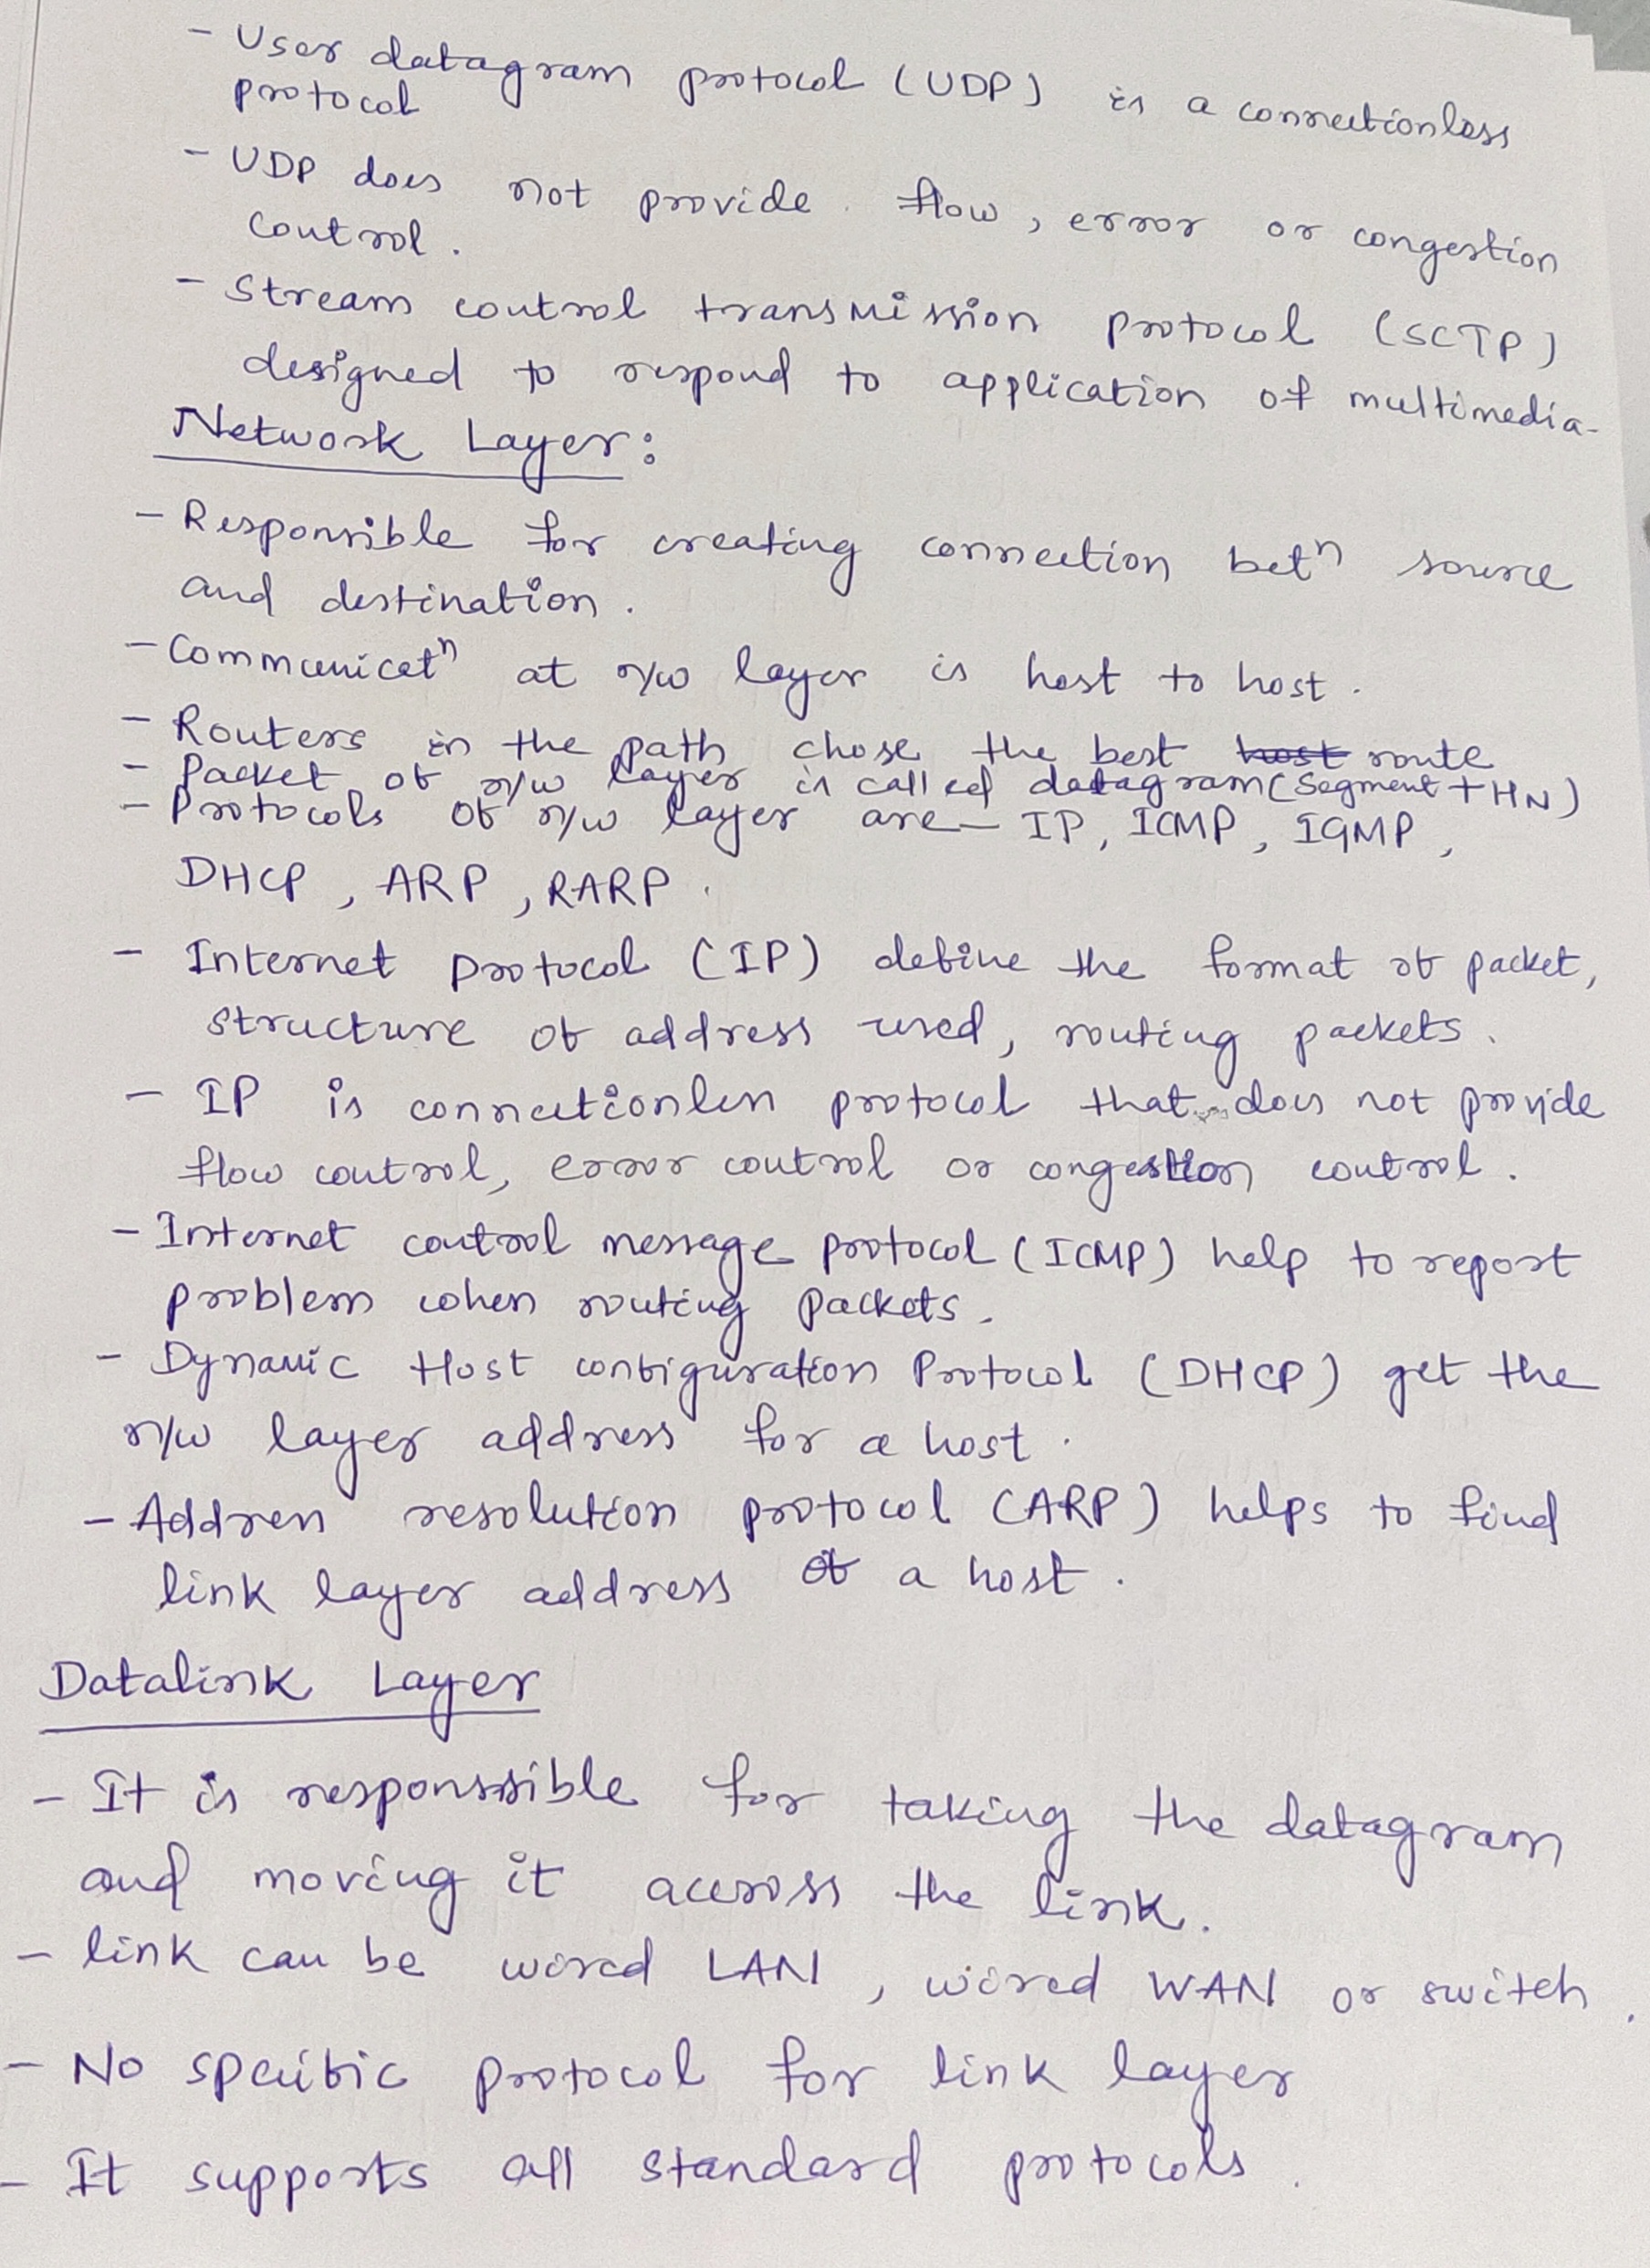 - User datagram protocol (UDP) is a connectionless
protocol
- UDP does not provide flow, error or congestion
control.
- Stream control transmission protocol (SCTP)
designed to respond to application of multimedia.
Network Layer:
- Responsible for creating connection betⁿ source
and destination.
- Communicatⁿ at n/w layer is host to host.
- Routers in the path chose the best host route
- Packet of n/w layer is called datagram (Segment + HN)
- Protocols of n/w layer are - IP, ICMP, IGMP,
DHCP, ARP, RARP.
- Internet Protocol (IP) define the format of packet,
structure of address used, routing packets.
- IP is connectionless protocol that does not provide
flow control, error control or congestion control.
- Internet control message protocol (ICMP) help to report
problem when routing packets.
- Dynamic Host configuration Protocol (DHCP) get the
n/w layer address for a host.
- Address resolution protocol (ARP) helps to find
link layer address of a host.
Datalink Layer
- It is responssible for taking the datagram
and moving it accross the link.
- link can be wired LAN, wired WAN or switch.
- No specific protocol for link layer
- It supports all standard protocols.